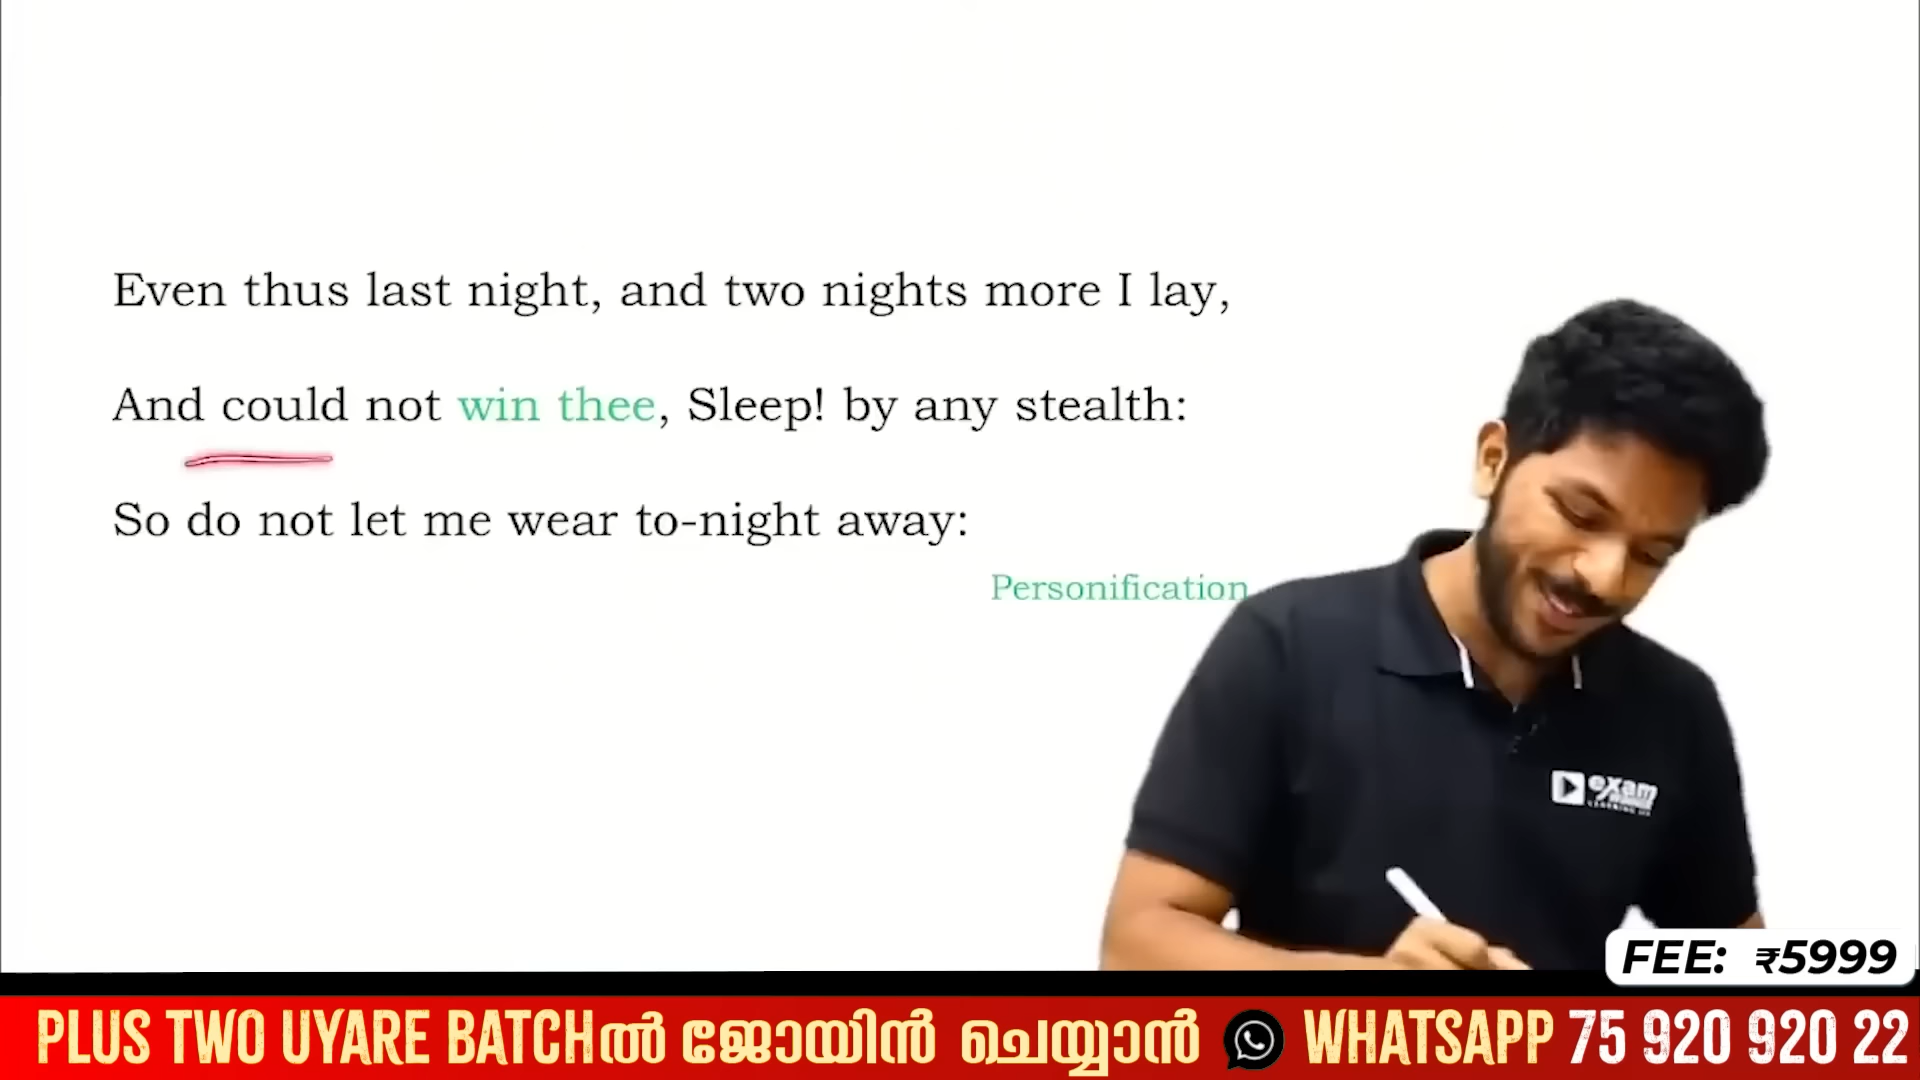 Even thus last night, and two nights more I lay,
And could not win thee, Sleep! by any stealth:
So do not let me wear to-night away:
Personification
exam
FEE: ₹5999
PLUS TWO UYARE BATCHൽ ജോയിൻ ചെയ്യാൻ WHATSAPP 75 920 920 22